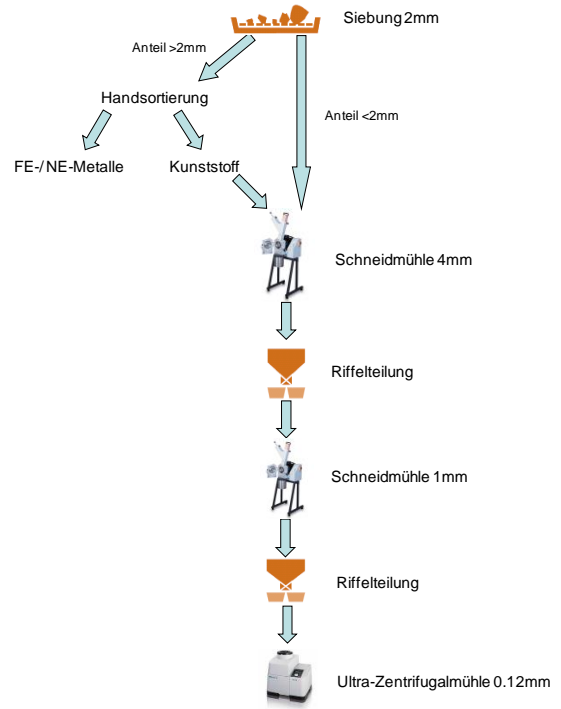 Siebung 2mm
Anteil >2mm
Handsortierung
Anteil <2mm
FE-/NE-Metalle
Kunststoff
Schneidmühle 4mm
Riffelteilung
Schneidmühle 1mm
Riffelteilung
Ultra-Zentrifugalmühle 0.12mm